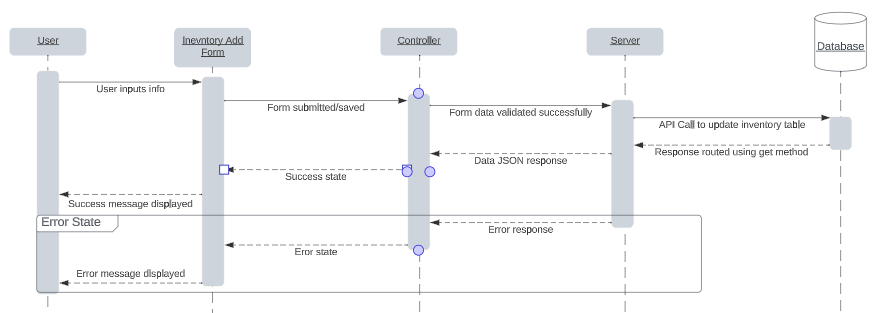 User
Inevntory Add
Form
Controller
Server
Database
User inputs info
Form submitted/saved
Form data validated successfully
API Call to update inventory table
Response routed using get method
Data JSON response
Success state
Success message displayed
Error State
Error response
Eror state
Error message displayed